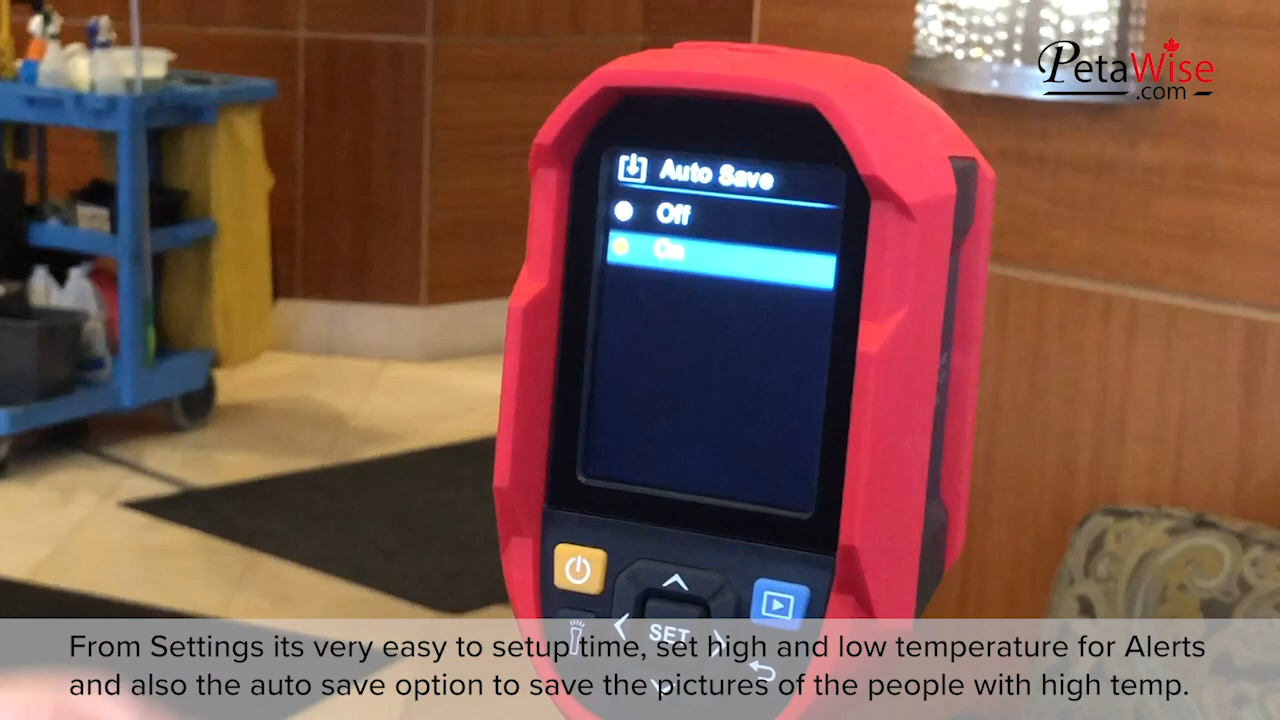 PetaWise
.com
Auto Save
Off
On
SET
From Settings its very easy to setup time, set high and low temperature for Alerts
and also the auto save option to save the pictures of the people with high temp.